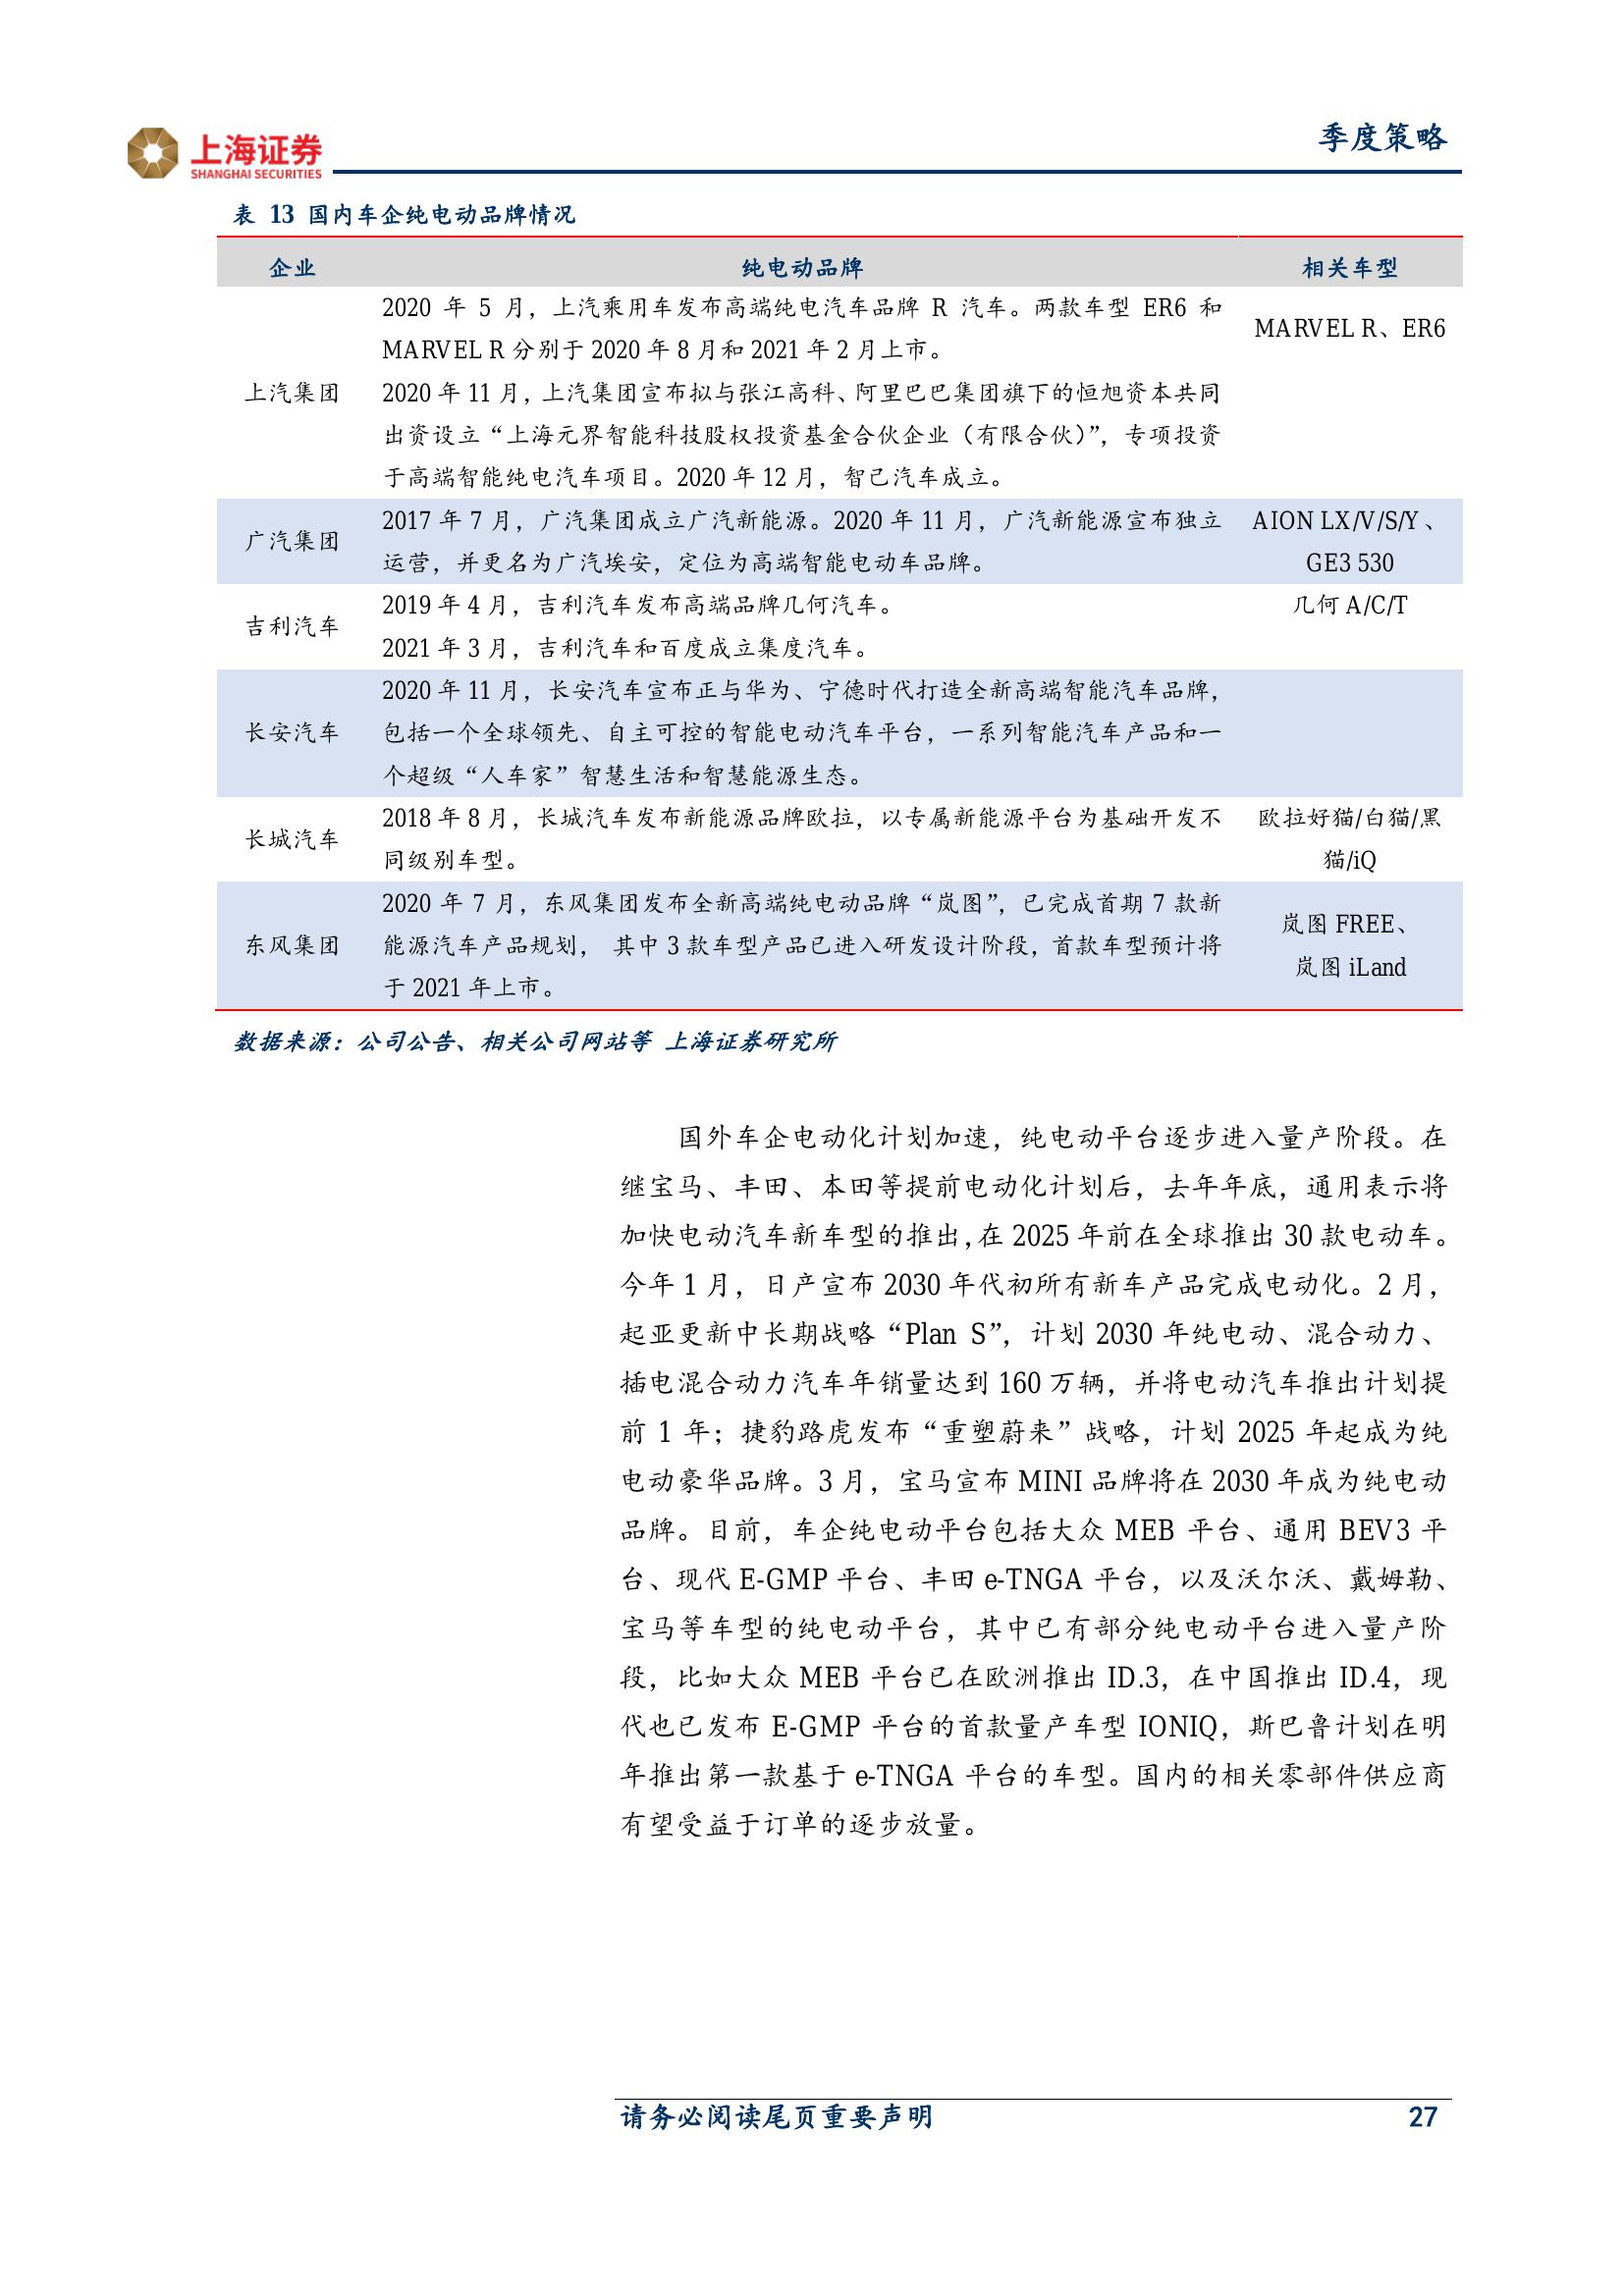 上海证券
SHANGHAI SECURITIES
季度策略
表 13 国内车企纯电动品牌情况
企业 纯电动品牌 相关车型
2020 年 5 月，上汽乘用车发布高端纯电汽车品牌 R 汽车。两款车型 ER6 和
MARVEL R 分别于 2020 年 8 月和 2021 年 2 月上市。
MARVEL R、ER6
上汽集团
2020 年 11 月，上汽集团宣布拟与张江高科、阿里巴巴集团旗下的恒旭资本共同
出资设立“上海元界智能科技股权投资基金合伙企业（有限合伙）”，专项投资
于高端智能纯电汽车项目。2020 年 12 月，智己汽车成立。
广汽集团
2017 年 7 月，广汽集团成立广汽新能源。2020 年 11 月，广汽新能源宣布独立
运营，并更名为广汽埃安，定位为高端智能电动车品牌。
AION LX/V/S/Y、
GE3 530
吉利汽车
2019 年 4 月，吉利汽车发布高端品牌几何汽车。
2021 年 3 月，吉利汽车和百度成立集度汽车。
几何 A/C/T
长安汽车
2020 年 11 月，长安汽车宣布正与华为、宁德时代打造全新高端智能汽车品牌，
包括一个全球领先、自主可控的智能电动汽车平台，一系列智能汽车产品和一
个超级“人车家”智慧生活和智慧能源生态。
长城汽车
2018 年 8 月，长城汽车发布新能源品牌欧拉，以专属新能源平台为基础开发不
同级别车型。
欧拉好猫/白猫/黑
猫/iQ
东风集团
2020 年 7 月，东风集团发布全新高端纯电动品牌“岚图”，已完成首期 7 款新
能源汽车产品规划， 其中 3 款车型产品已进入研发设计阶段，首款车型预计将
于 2021 年上市。
岚图 FREE、
岚图 iLand
数据来源：公司公告、相关公司网站等 上海证券研究所
国外车企电动化计划加速，纯电动平台逐步进入量产阶段。在
继宝马、丰田、本田等提前电动化计划后，去年年底，通用表示将
加快电动汽车新车型的推出，在 2025 年前在全球推出 30 款电动车。
今年 1 月，日产宣布 2030 年代初所有新车产品完成电动化。2 月，
起亚更新中长期战略“Plan S”，计划 2030 年纯电动、混合动力、
插电混合动力汽车年销量达到 160 万辆，并将电动汽车推出计划提
前 1 年；捷豹路虎发布“重塑蔚来”战略，计划 2025 年起成为纯
电动豪华品牌。3 月，宝马宣布 MINI 品牌将在 2030 年成为纯电动
品牌。目前，车企纯电动平台包括大众 MEB 平台、通用 BEV3 平
台、现代 E-GMP 平台、丰田 e-TNGA 平台，以及沃尔沃、戴姆勒、
宝马等车型的纯电动平台，其中已有部分纯电动平台进入量产阶
段，比如大众 MEB 平台已在欧洲推出 ID.3，在中国推出 ID.4，现
代也已发布 E-GMP 平台的首款量产车型 IONIQ，斯巴鲁计划在明
年推出第一款基于 e-TNGA 平台的车型。国内的相关零部件供应商
有望受益于订单的逐步放量。
请务必阅读尾页重要声明 27